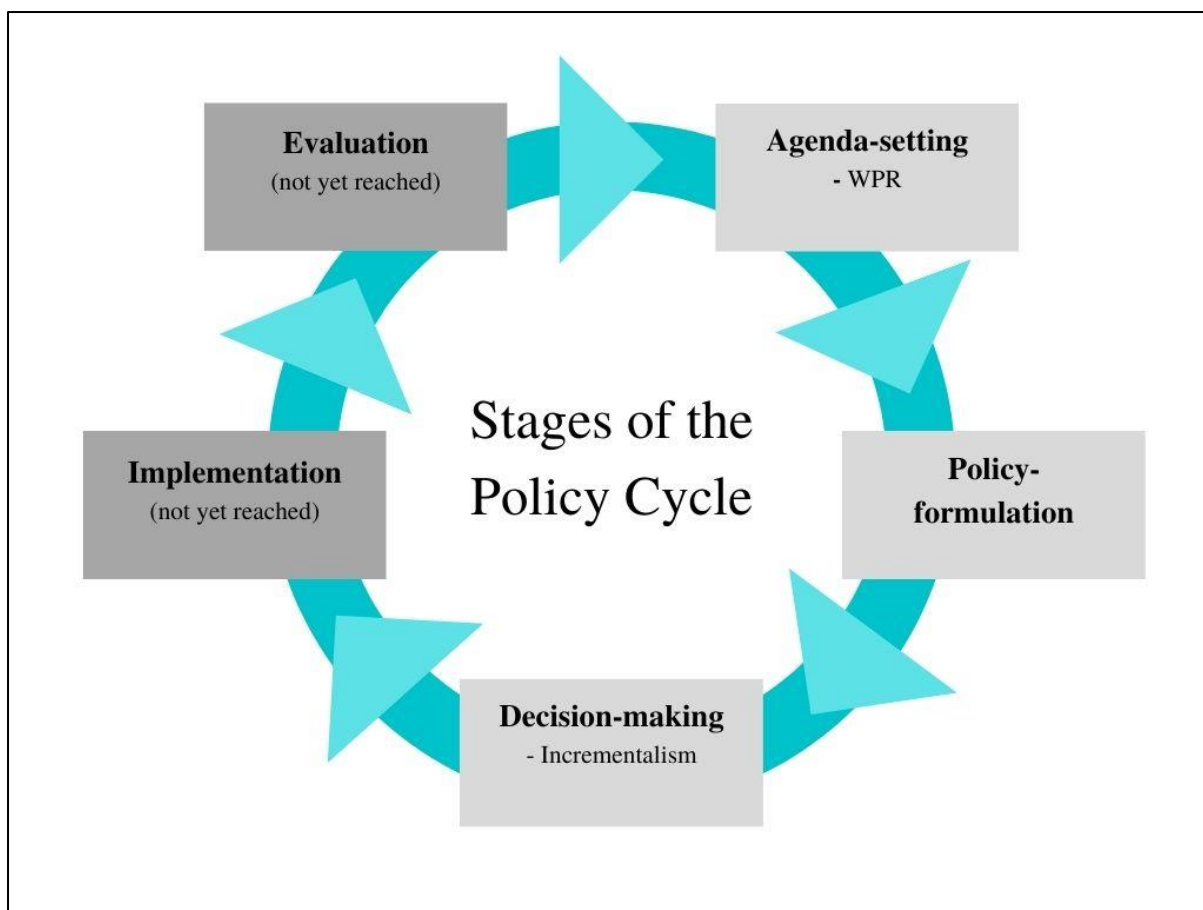 Stages of the
Policy Cycle
Agenda-setting
- WPR
Policy-
formulation
Decision-making
- Incrementalism
Implementation
(not yet reached)
Evaluation
(not yet reached)